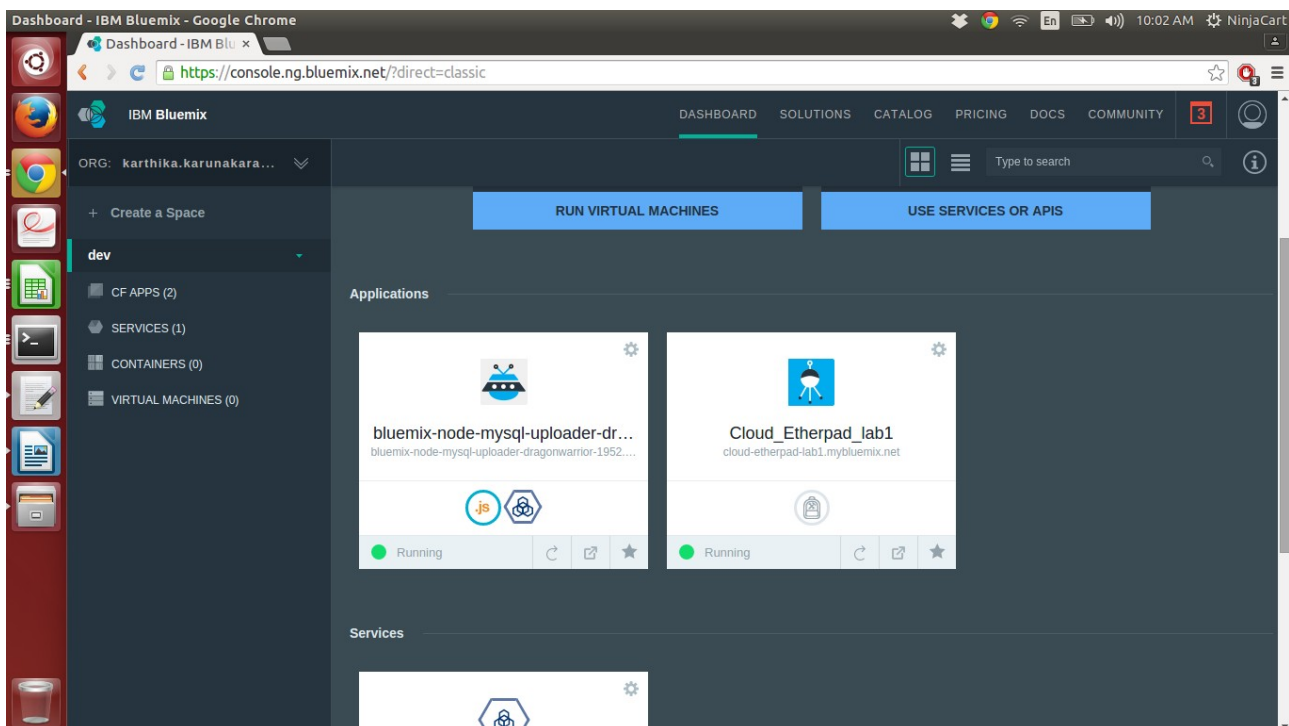 Dashboard - IBM Bluemix - Google Chrome
En
10:02 AM
NinjaCart
Dashboard - IBM Blu ×
https://console.ng.bluemix.net/?direct=classic
3
IBM Bluemix
DASHBOARD
SOLUTIONS
CATALOG
PRICING
DOCS
COMMUNITY
3
ORG: karthika.karunakara...
Type to search
+ Create a Space
RUN VIRTUAL MACHINES
USE SERVICES OR APIS
dev
CF APPS (2)
SERVICES (1)
CONTAINERS (0)
VIRTUAL MACHINES (0)
Applications
bluemix-node-mysql-uploader-dr...
bluemix-node-mysql-uploader-dragonwarrior-1952....
.js
Running
Cloud_Etherpad_lab1
cloud-etherpad-lab1.mybluemix.net
Running
Services